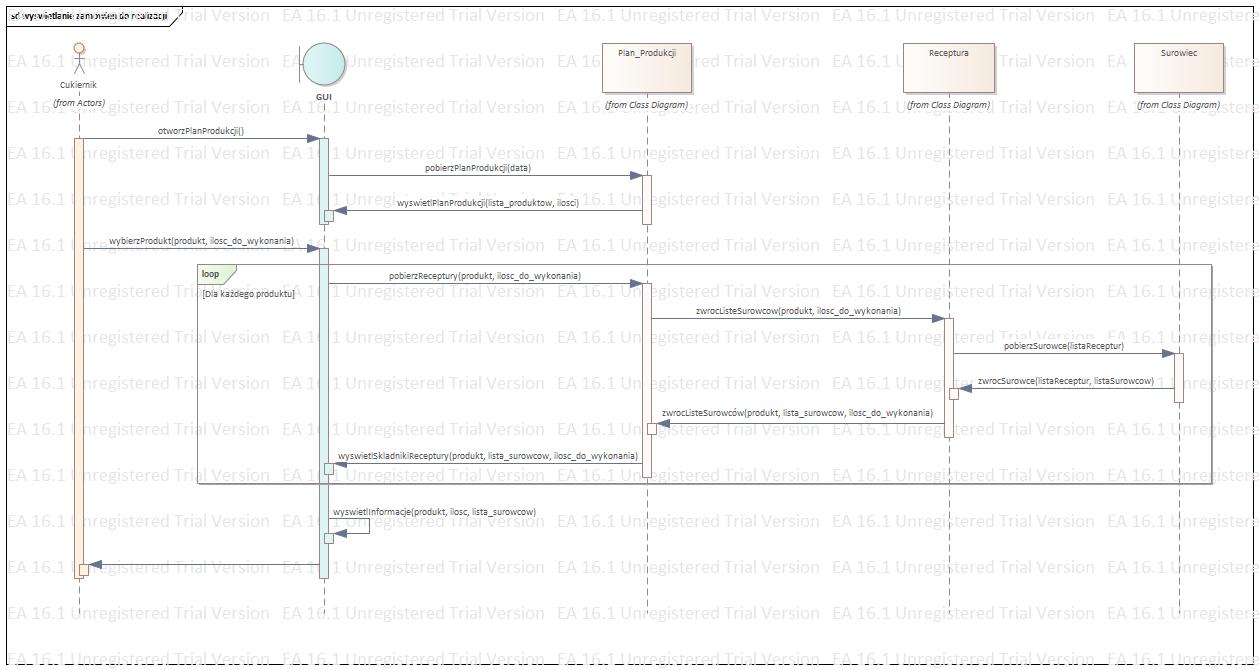 sd wyswietlanie zamowien do realizacji
Cukiernik
(from Actors)
GUI
Plan_Produkcji
(from Class Diagram)
Receptura
(from Class Diagram)
Surowiec
(from Class Diagram)
otworzPlanProdukcji()
pobierzPlanProdukcji(data)
wyswietlPlanProdukcji(lista_produktow, ilosci)
wybierzProdukt(produkt, ilosc_do_wykonania)
loop
[Dla każdego produktu]
pobierzReceptury(produkt, ilosc_do_wykonania)
zwrocListeSurowcow(produkt, ilosc_do_wykonania)
pobierzSurowce(listaReceptur)
zwrocSurowce(listaReceptur, listaSurowcow)
zwrocListeSurowców(produkt, lista_surowcow, ilosc_do_wykonania)
wyswietlSkladnikiReceptury(produkt, lista_surowcow, ilosc_do_wykonania)
wyswietlInformacje(produkt, ilosc, lista_surowcow)
EA 16.1 Unregistered Trial Version